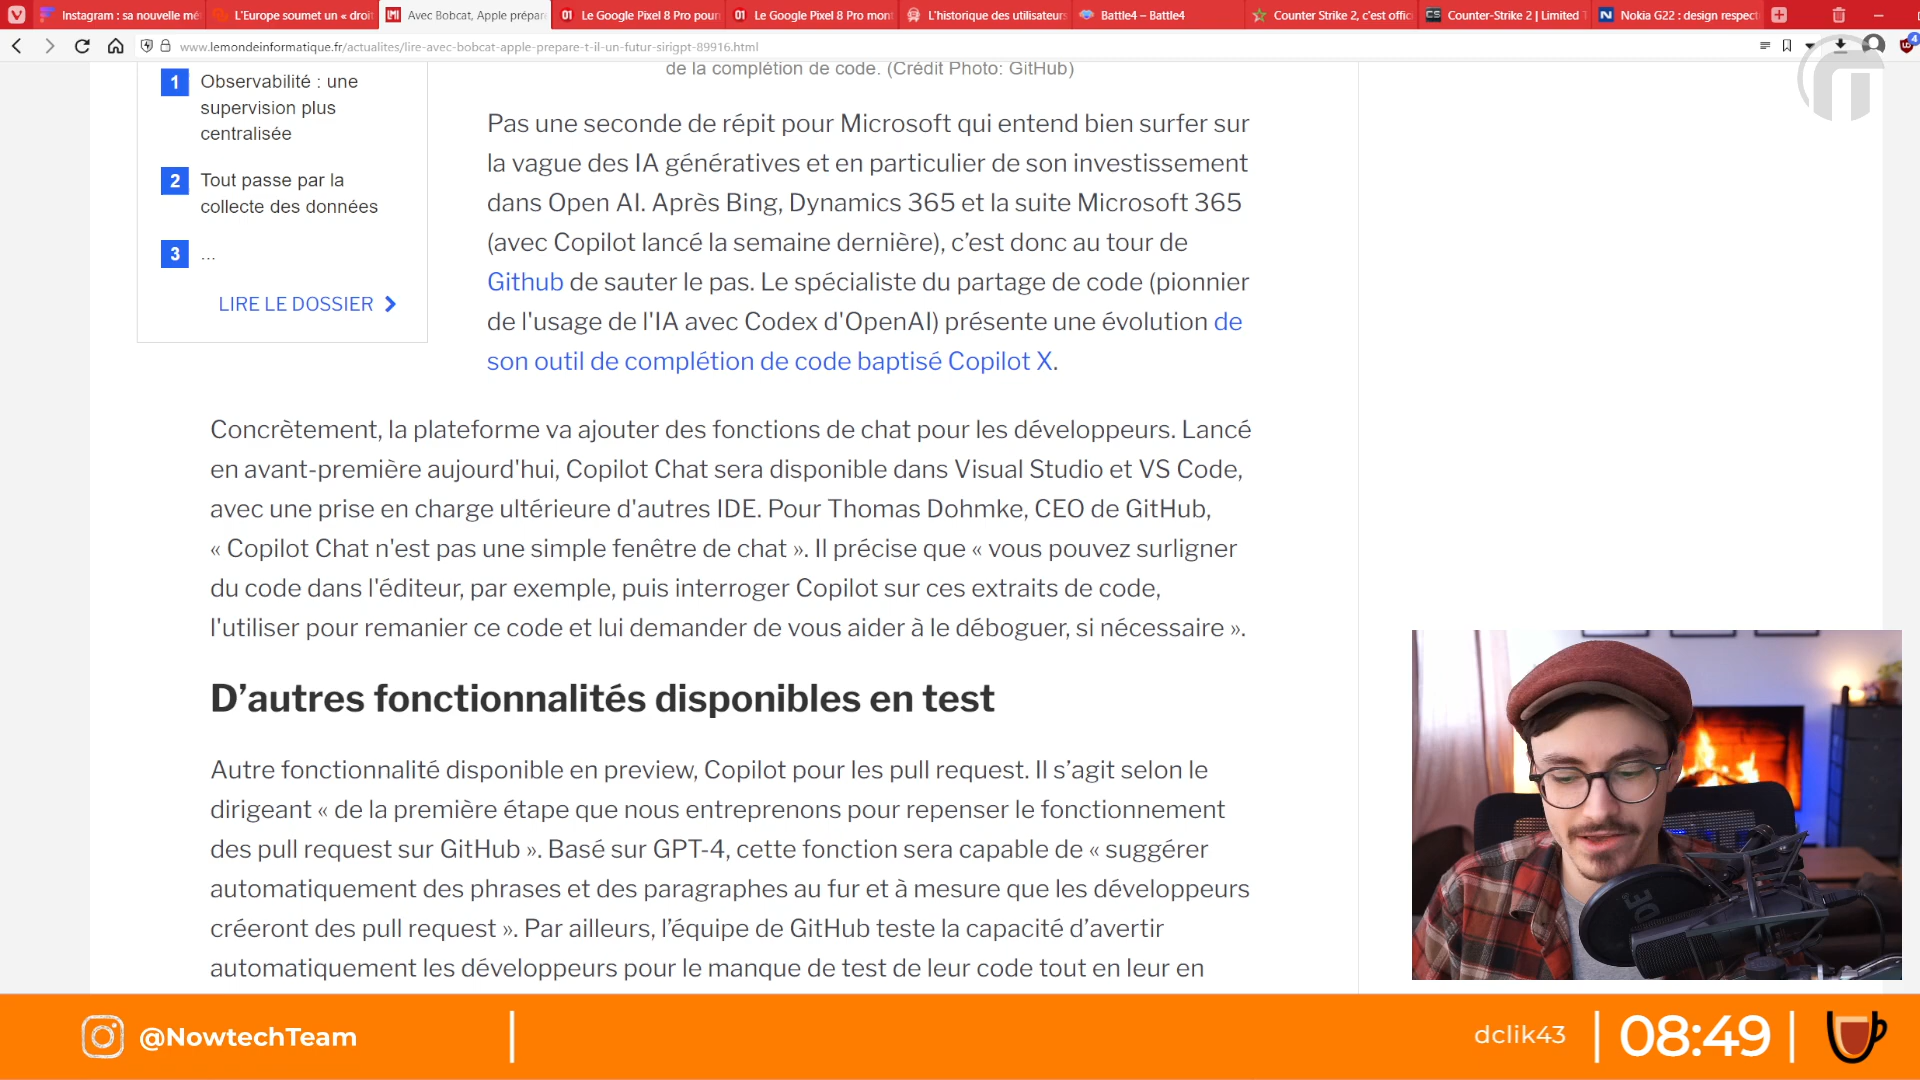 Instagram : sa nouvelle mé
L'Europe soumet un « droit
Avec Bobcat, Apple prépar
Le Google Pixel 8 Pro pourr
Le Google Pixel 8 Pro mont
L'historique des utilisateurs
Battle4 – Battle4
Counter Strike 2, c'est offic
Counter-Strike 2 | Limited T
Nokia G22 : design respect
www.lemondeinformatique.fr/actualites/lire-avec-bobcat-apple-prepare-t-il-un-futur-sirigpt-89916.html
4
1 Observabilité : une
supervision plus
centralisée
2 Tout passe par la
collecte des données
3 ...
LIRE LE DOSSIER
de la complétion de code. (Crédit Photo: GitHub)
Pas une seconde de répit pour Microsoft qui entend bien surfer sur
la vague des IA génératives et en particulier de son investissement
dans Open AI. Après Bing, Dynamics 365 et la suite Microsoft 365
(avec Copilot lancé la semaine dernière), c’est donc au tour de
Github de sauter le pas. Le spécialiste du partage de code (pionnier
de l'usage de l'IA avec Codex d'OpenAI) présente une évolution de
son outil de complétion de code baptisé Copilot X.
Concrètement, la plateforme va ajouter des fonctions de chat pour les développeurs. Lancé
en avant-première aujourd'hui, Copilot Chat sera disponible dans Visual Studio et VS Code,
avec une prise en charge ultérieure d'autres IDE. Pour Thomas Dohmke, CEO de GitHub,
« Copilot Chat n'est pas une simple fenêtre de chat ». Il précise que « vous pouvez surligner
du code dans l'éditeur, par exemple, puis interroger Copilot sur ces extraits de code,
l'utiliser pour remanier ce code et lui demander de vous aider à le déboguer, si nécessaire ».
D’autres fonctionnalités disponibles en test
Autre fonctionnalité disponible en preview, Copilot pour les pull request. Il s’agit selon le
dirigeant « de la première étape que nous entreprenons pour repenser le fonctionnement
des pull request sur GitHub ». Basé sur GPT-4, cette fonction sera capable de « suggérer
automatiquement des phrases et des paragraphes au fur et à mesure que les développeurs
créeront des pull request ». Par ailleurs, l’équipe de GitHub teste la capacité d’avertir
automatiquement les développeurs pour le manque de test de leur code tout en leur en
@NowtechTeam
dclik43
08:49